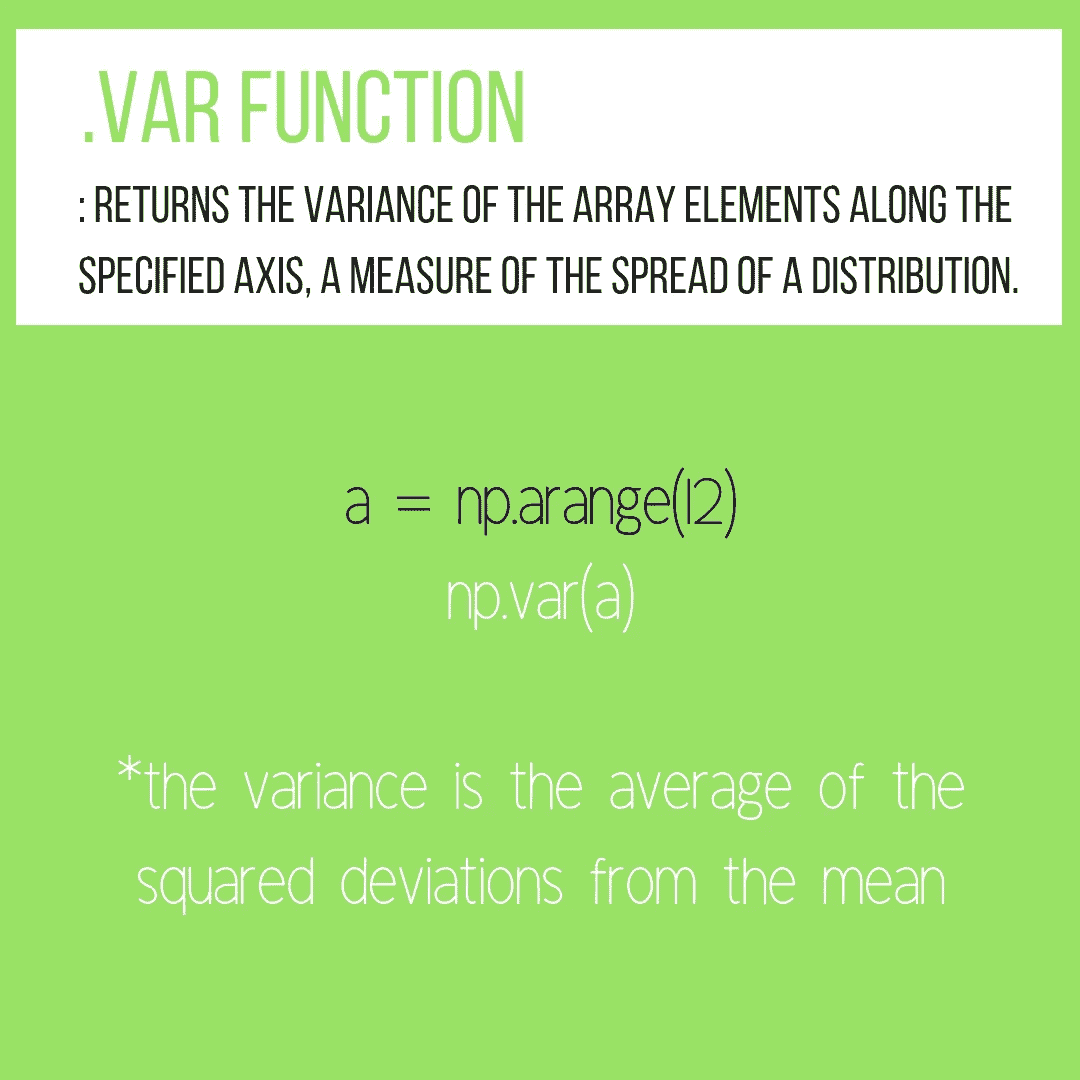 .VAR FUNCTION
: RETURNS THE VARIANCE OF THE ARRAY ELEMENTS ALONG THE
SPECIFIED AXIS, A MEASURE OF THE SPREAD OF A DISTRIBUTION.
a = np.arange(12)
np.var(a)
*the variance is the average of the
squared deviations from the mean